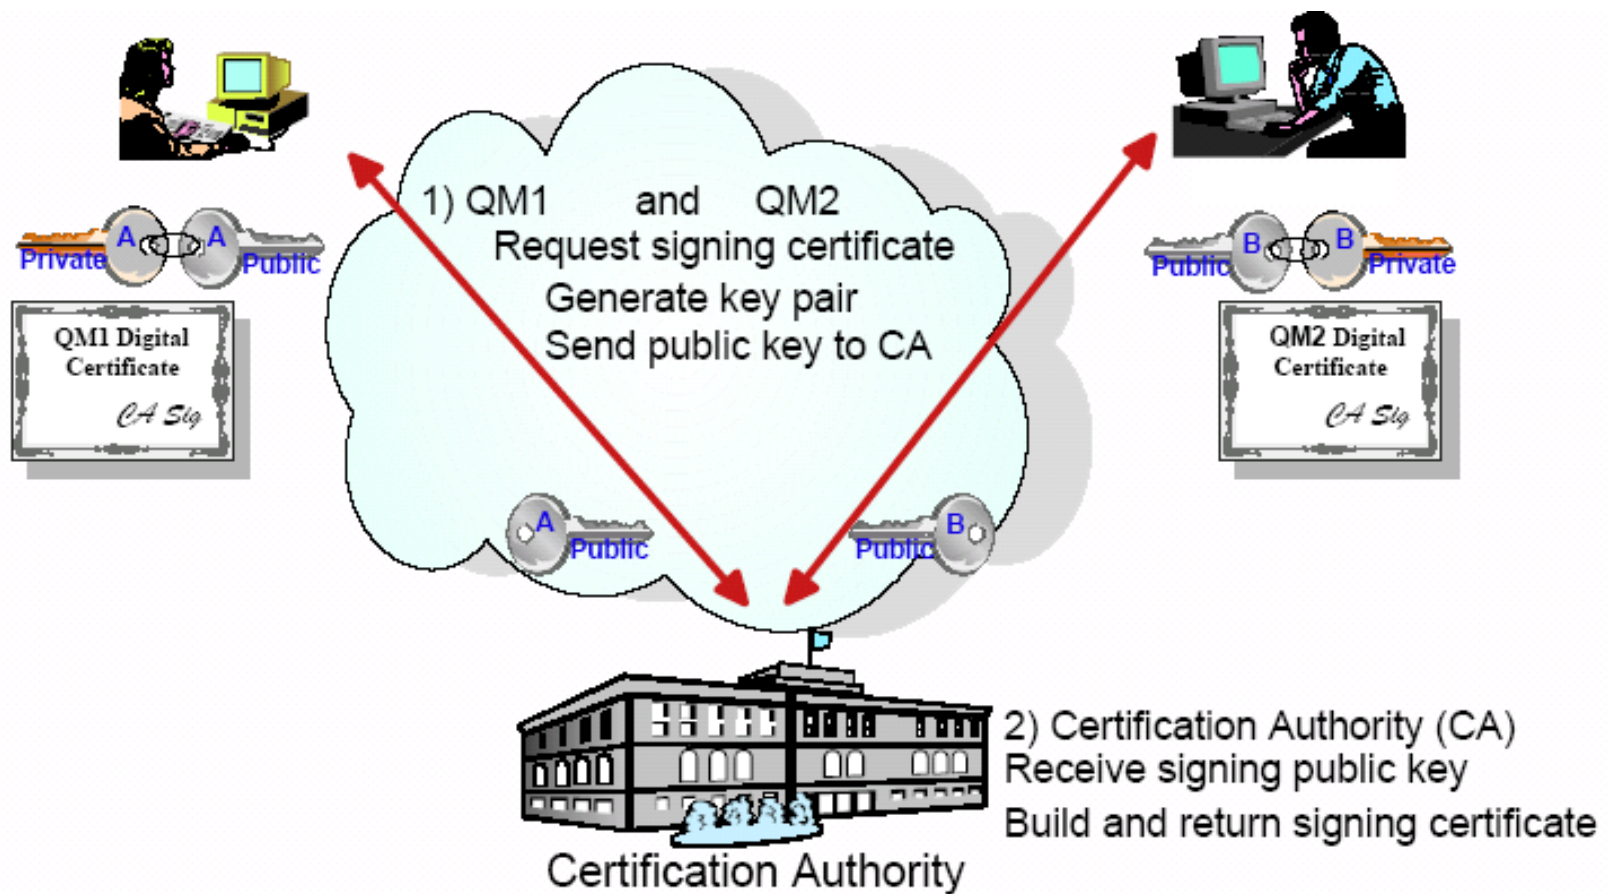 1) QM1 and QM2
Request signing certificate
Generate key pair
Send public key to CA
A A
Private Public
QM1 Digital
Certificate
CA Sig
B B
Public Private
QM2 Digital
Certificate
CA Sig
A
Public
B
Public
2) Certification Authority (CA)
Receive signing public key
Build and return signing certificate
Certification Authority